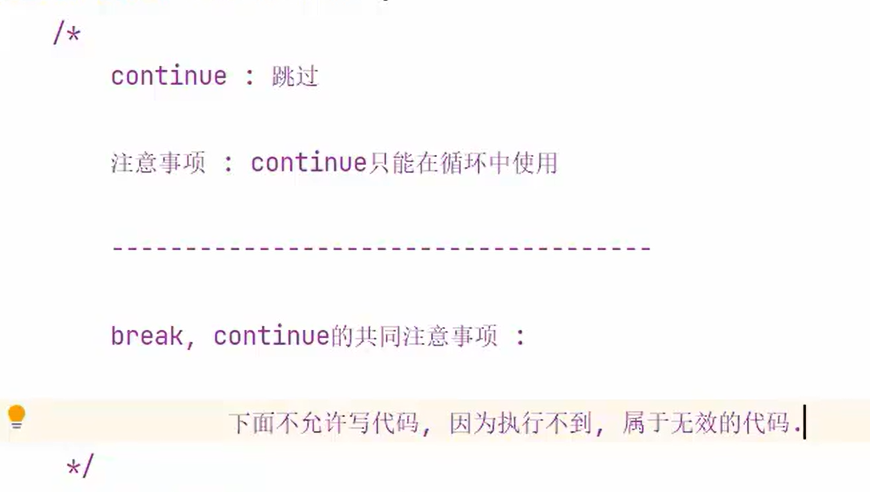 /*
continue : 跳过
注意事项 : continue只能在循环中使用
-------------------------------------
break, continue的共同注意事项 :
下面不允许写代码, 因为执行不到, 属于无效的代码.
*/